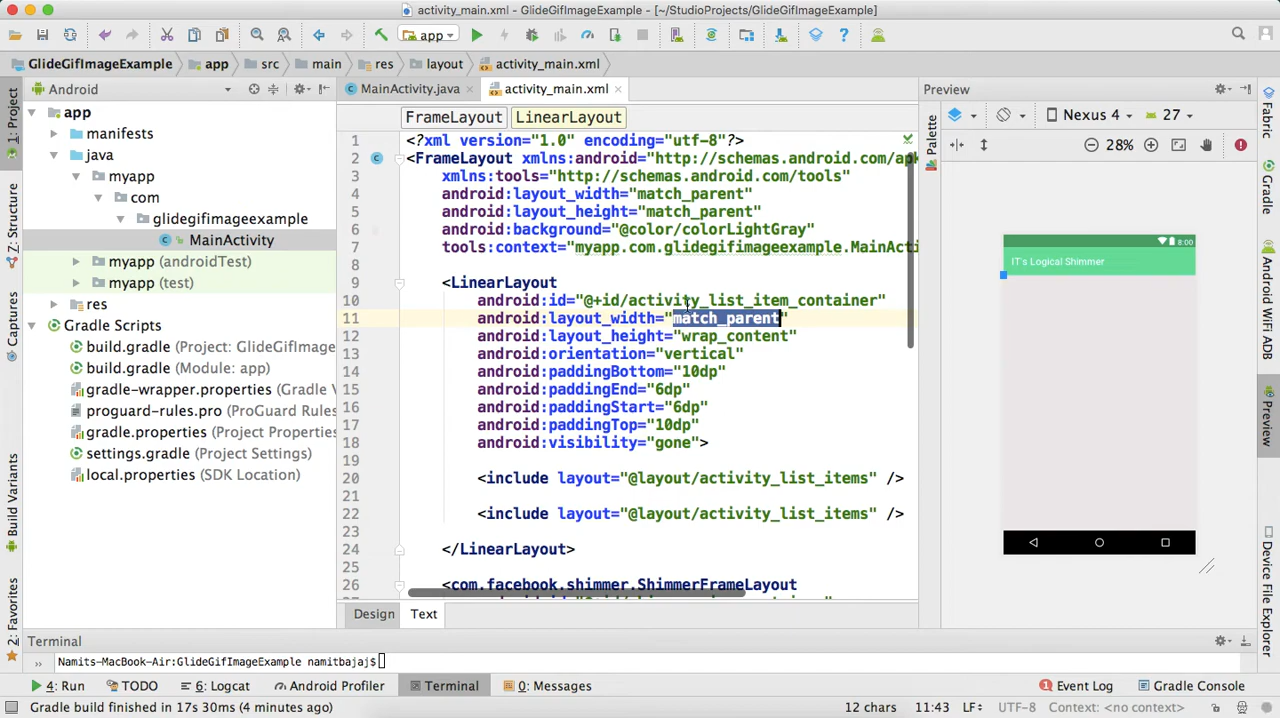 activity_main.xml - GlideGifImageExample - [~/StudioProjects/GlideGifImageExample]
app
GlideGifImageExample app src main res layout activity_main.xml
Android
MainActivity.java
activity_main.xml
Preview
1: Project
Z: Structure
Captures
Build Variants
2: Favorites
app
manifests
java
myapp
com
glidegifimageexample
MainActivity
myapp (androidTest)
myapp (test)
res
Gradle Scripts
build.gradle (Project: GlideGifImag
build.gradle (Module: app)
gradle-wrapper.properties (Gradle V
proguard-rules.pro (ProGuard Rules
gradle.properties (Project Properties
settings.gradle (Project Settings)
local.properties (SDK Location)
FrameLayout LinearLayout
1 <?xml version="1.0" encoding="utf-8"?>
2 <FrameLayout xmlns:android="http://schemas.android.com/ap
3 xmlns:tools="http://schemas.android.com/tools"
4 android:layout_width="match_parent"
5 android:layout_height="match_parent"
6 android:background="@color/colorLightGray"
7 tools:context="myapp.com.glidegifimageexample.MainActi
8
9 <LinearLayout
10 android:id="@+id/activity_list_item_container"
11 android:layout_width="match_parent"
12 android:layout_height="wrap_content"
13 android:orientation="vertical"
14 android:paddingBottom="10dp"
15 android:paddingEnd="6dp"
16 android:paddingStart="6dp"
17 android:paddingTop="10dp"
18 android:visibility="gone">
19
20 <include layout="@layout/activity_list_items" />
21
22 <include layout="@layout/activity_list_items" />
23
24 </LinearLayout>
25
26 <com.facebook.shimmer.ShimmerFrameLayout
Design Text
Palette
Nexus 4 27
28%
8:00
IT's Logical Shimmer
Fabric
Gradle
Android WiFi ADB
Preview
Device File Explorer
Terminal
Namits-MacBook-Air:GlideGifImageExample namitbajaj$
4: Run TODO 6: Logcat Android Profiler Terminal 0: Messages Event Log Gradle Console
Gradle build finished in 17s 30ms (4 minutes ago) 12 chars 11:43 LF UTF-8 Context: <no context>